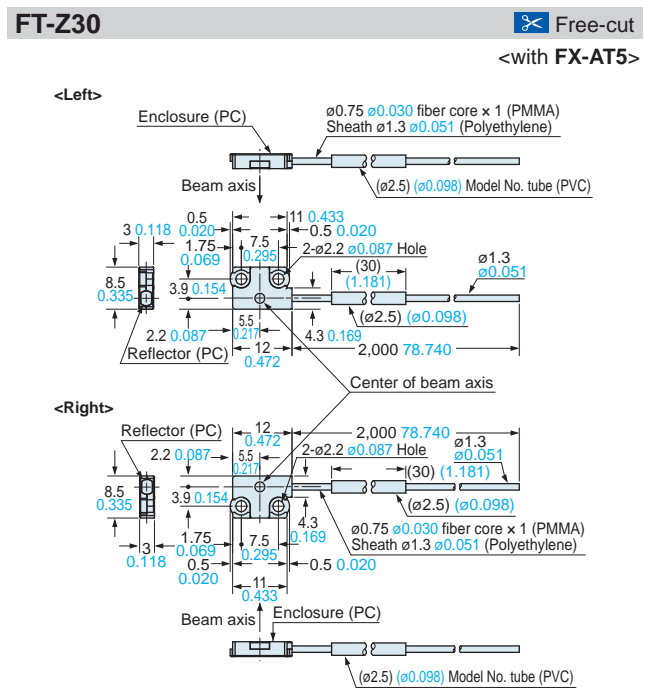 FT-Z30
Free-cut
<with FX-AT5>
<Left>
Enclosure (PC)
ø0.75 ø0.030 fiber core × 1 (PMMA)
Sheath ø1.3 ø0.051 (Polyethylene)
Beam axis
(ø2.5) (ø0.098) Model No. tube (PVC)
0.5
0.020
11 0.433
0.5 0.020
3 0.118
1.75
0.069
7.5
0.295
2-ø2.2 ø0.087 Hole
(30)
(1.181)
ø1.3
ø0.051
8.5
0.335
3.9 0.154
(ø2.5) (ø0.098)
2.2 0.087
5.5
0.217
4.3 0.169
Reflector (PC)
12
0.472
2,000 78.740
Center of beam axis
<Right>
Reflector (PC)
12
0.472
2,000 78.740
2.2 0.087
5.5
0.217
2-ø2.2 ø0.087 Hole
ø1.3
ø0.051
(30) (1.181)
8.5
0.335
3.9 0.154
(ø2.5) (ø0.098)
4.3
0.169
ø0.75 ø0.030 fiber core × 1 (PMMA)
Sheath ø1.3 ø0.051 (Polyethylene)
3
0.118
1.75
0.069
7.5
0.295
0.5
0.020
0.5 0.020
11
0.433
Beam axis
Enclosure (PC)
(ø2.5) (ø0.098) Model No. tube (PVC)